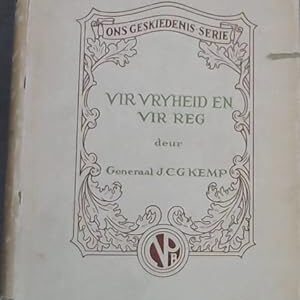 ONS GESKIEDENIS-SERIE
VIR VRYHEID EN
VIR REG
deur
Generaal J.C.G KEMP